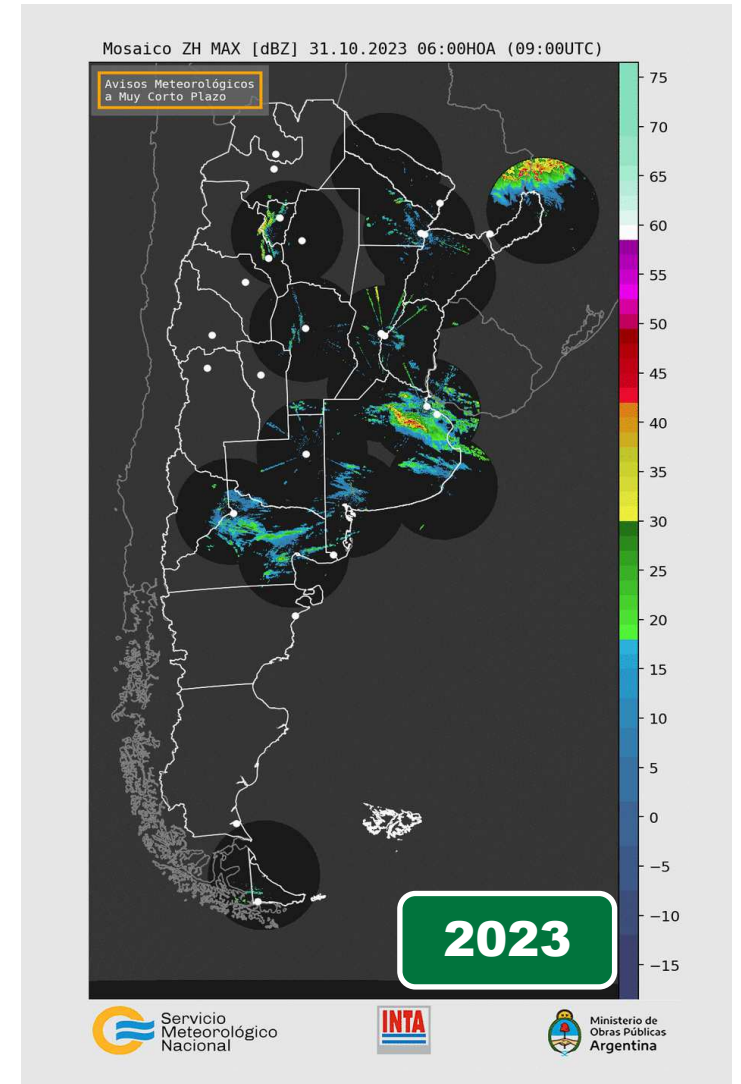 Mosaico ZH MAX [dBZ] 31.10.2023 06:00HOA (09:00UTC)
Avisos Meteorológicos
a Muy Corto Plazo
75
70
65
60
55
50
45
40
35
30
25
20
15
10
5
0
−5
−10
−15
2023
Servicio
Meteorológico
Nacional
INTA
Ministerio de
Obras Públicas
Argentina